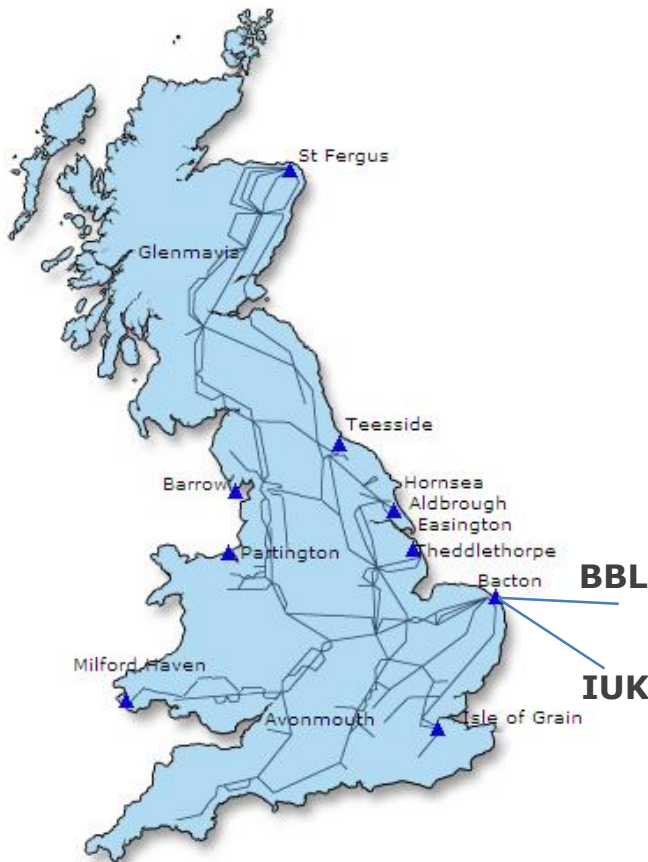 St Fergus
Glenmavis
Teesside
Barrow
Hornsea
Aldbrough
Easington
Partington
Theddlethorpe
Bacton
BBL
Milford Haven
IUK
Avonmouth
Isle of Grain